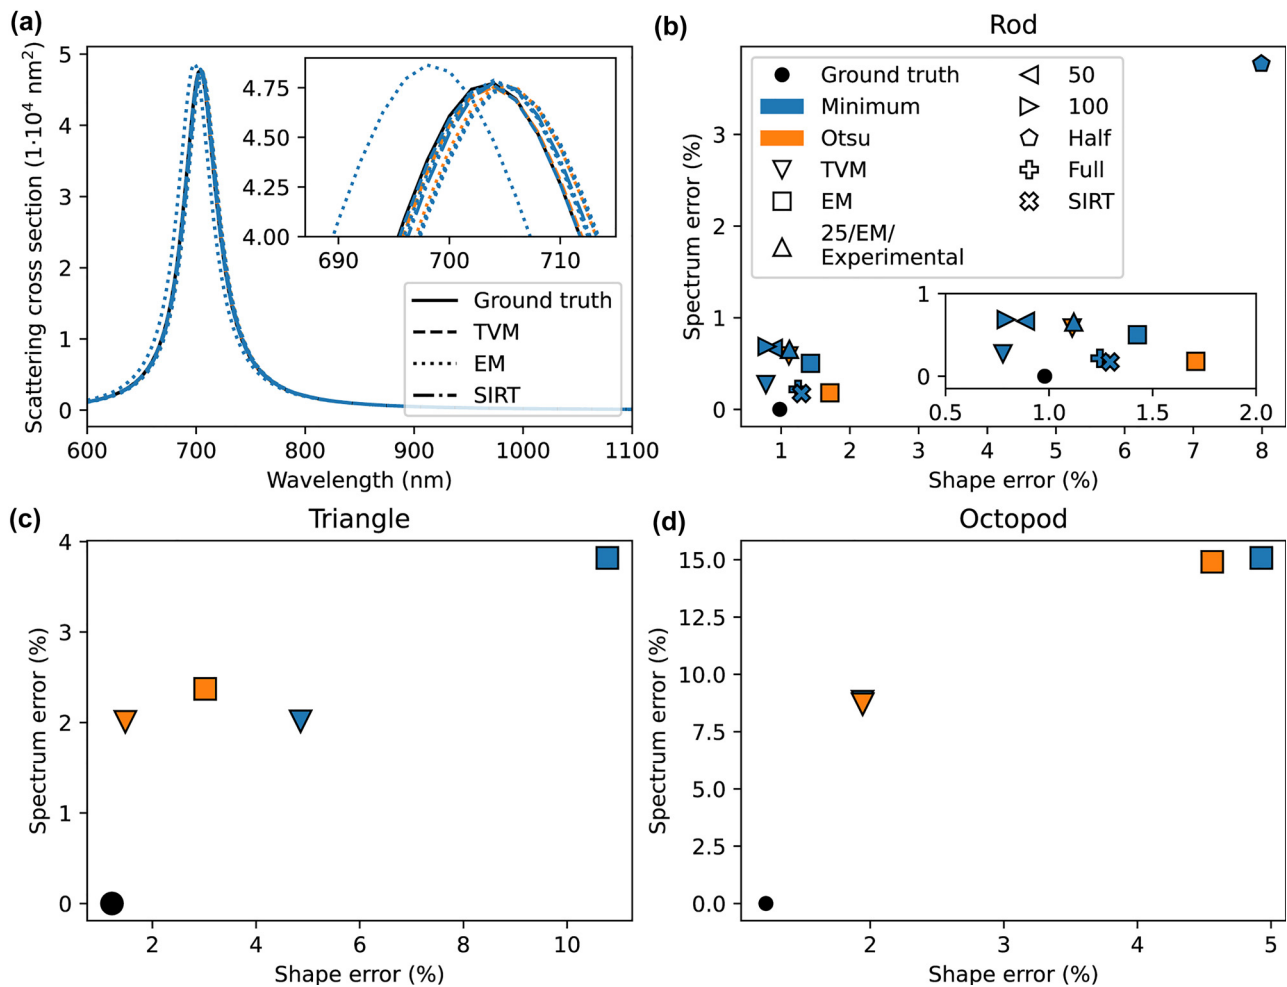 (a)
Scattering cross section (1·10⁴ nm²)
5
4
3
2
1
0
600
700
800
900
1000
1100
Wavelength (nm)
4.75
4.50
4.25
4.00
690
700
710
Ground truth
TVM
EM
SIRT
(b)
Rod
Spectrum error (%)
3
2
1
0
1
2
3
4
5
6
7
8
Shape error (%)
Ground truth
Minimum
Otsu
TVM
EM
25/EM/
Experimental
50
100
Half
Full
SIRT
1
0
0.5
1.0
1.5
2.0
(c)
Triangle
Spectrum error (%)
4
3
2
1
0
2
4
6
8
10
Shape error (%)
(d)
Octopod
Spectrum error (%)
15.0
12.5
10.0
7.5
5.0
2.5
0.0
2
3
4
5
Shape error (%)